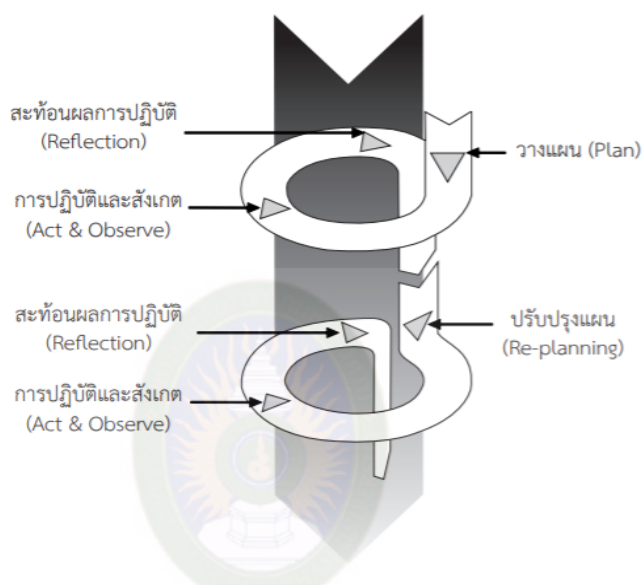 สะท้อนผลการปฏิบัติ
(Reflection)
วางแผน (Plan)
การปฏิบัติและสังเกต
(Act & Observe)
สะท้อนผลการปฏิบัติ
(Reflection)
ปรับปรุงแผน
(Re-planning)
การปฏิบัติและสังเกต
(Act & Observe)